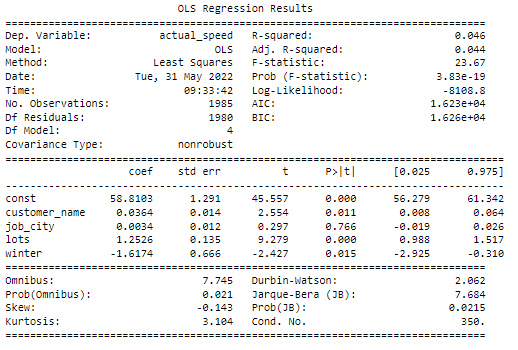 OLS Regression Results
==============================================================================
Dep. Variable: actual_speed R-squared: 0.046
Model: OLS Adj. R-squared: 0.044
Method: Least Squares F-statistic: 23.67
Date: Tue, 31 May 2022 Prob (F-statistic): 3.83e-19
Time: 09:33:42 Log-Likelihood: -8108.8
No. Observations: 1985 AIC: 1.623e+04
Df Residuals: 1980 BIC: 1.626e+04
Df Model: 4
Covariance Type: nonrobust
=================================================================================
coef std err t P>|t| [0.025 0.975]
---------------------------------------------------------------------------------
const 58.8103 1.291 45.557 0.000 56.279 61.342
customer_name 0.0364 0.014 2.554 0.011 0.008 0.064
job_city 0.0034 0.012 0.297 0.766 -0.019 0.026
lots 1.2526 0.135 9.279 0.000 0.988 1.517
winter -1.6174 0.666 -2.427 0.015 -2.925 -0.310
==============================================================================
Omnibus: 7.745 Durbin-Watson: 2.062
Prob(Omnibus): 0.021 Jarque-Bera (JB): 7.684
Skew: -0.143 Prob(JB): 0.0215
Kurtosis: 3.104 Cond. No. 350.
==============================================================================